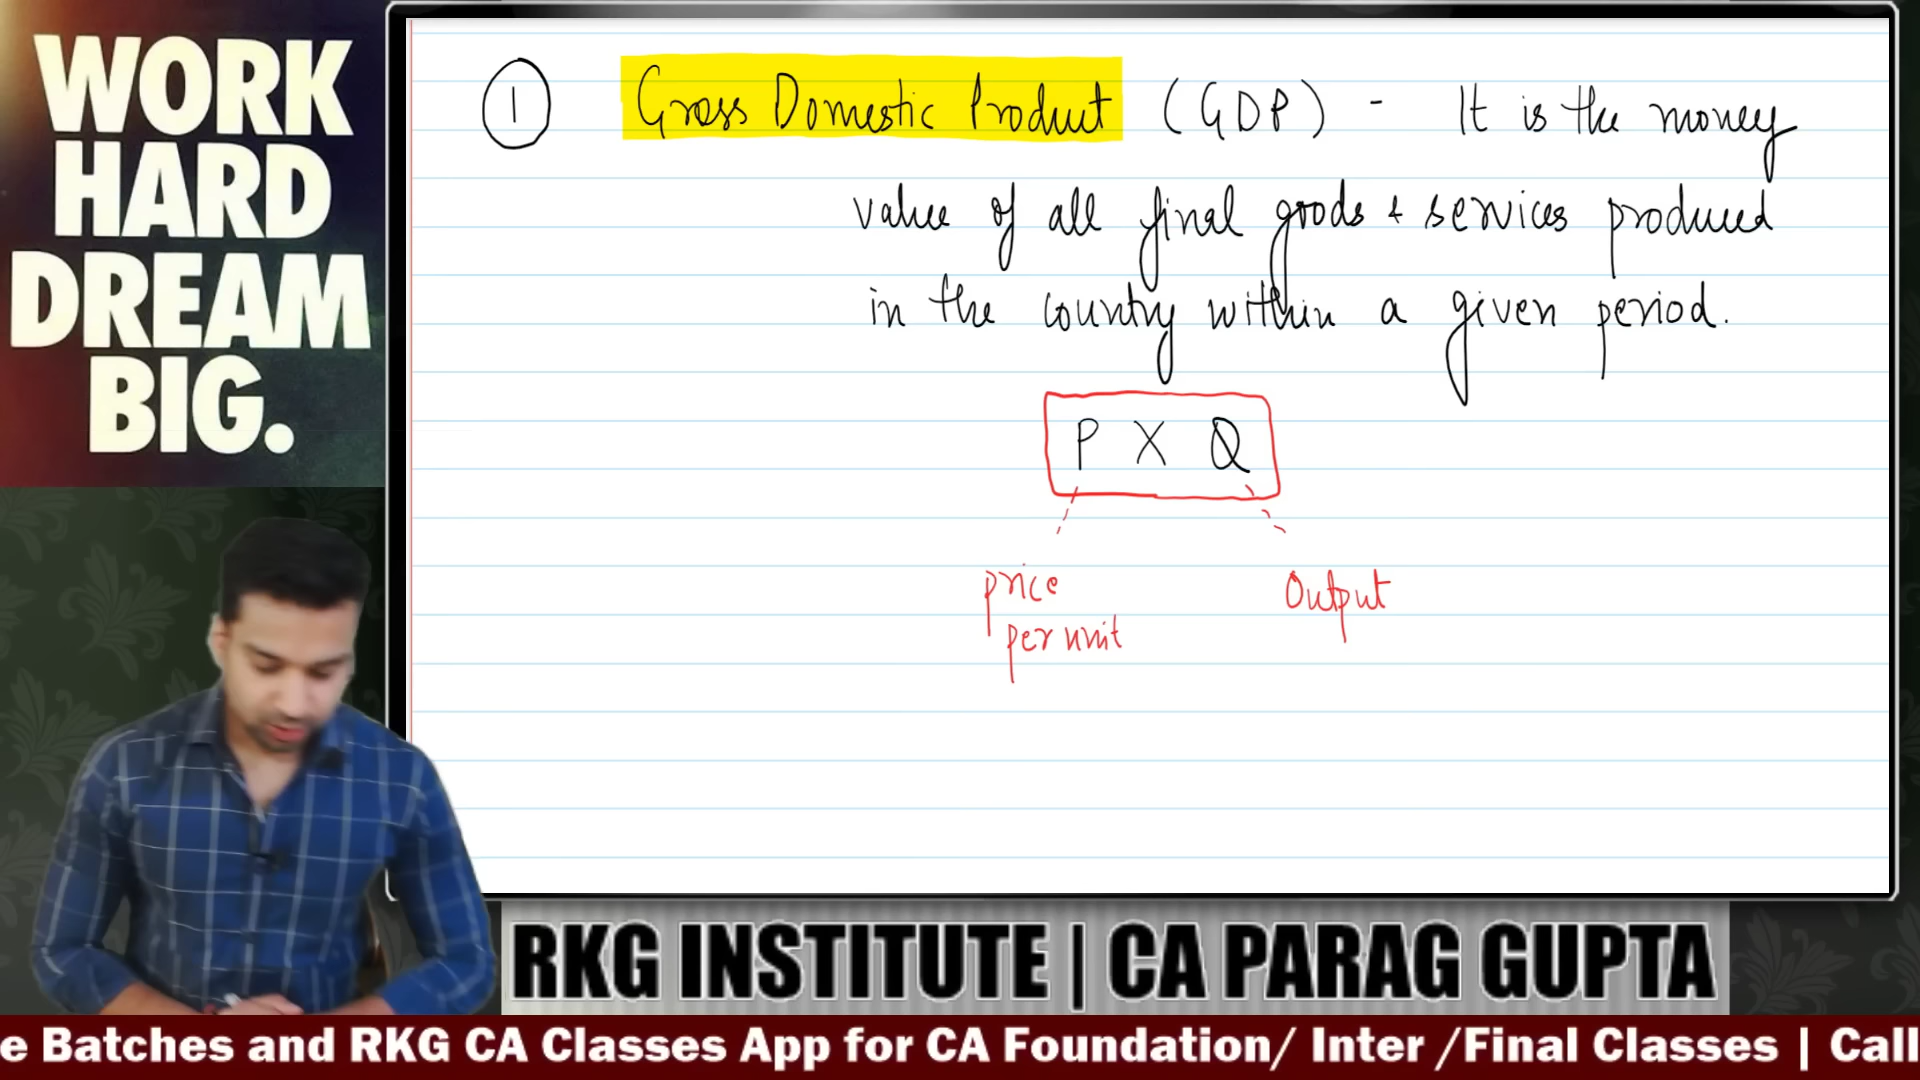 WORK
HARD
DREAM
BIG.
1 Gross Domestic Product (GDP) - It is the money
value of all final goods & services produced
in the country within a given period.
P X Q
price
per unit
Output
RKG INSTITUTE | CA PARAG GUPTA
e Batches and RKG CA Classes App for CA Foundation/ Inter /Final Classes | Call